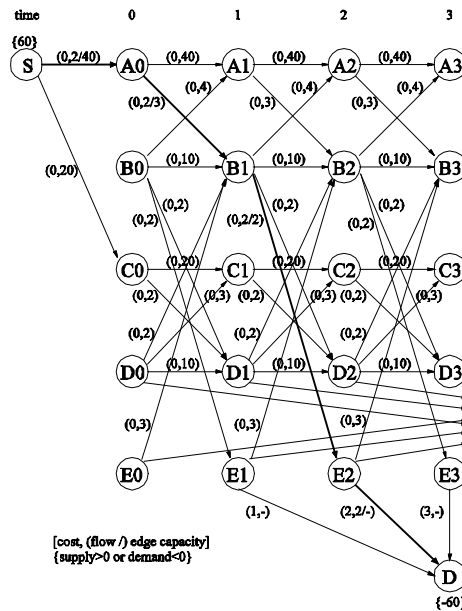 time 0 1 2 3
{60}
S (0,2/40) A0 (0,40) A1 (0,40) A2 (0,40) A3
(0,4) (0,4) (0,4)
(0,2/3) (0,3) (0,3)
(0,20) B0 (0,10) B1 (0,10) B2 (0,10) B3
(0,2) (0,2/2) (0,2) (0,2) (0,2)
C0 (0,20) C1 (0,20) C2 (0,20) C3
(0,2) (0,3) (0,2) (0,3) (0,2) (0,3)
(0,2) (0,2) (0,2)
D0 (0,10) D1 (0,10) D2 (0,10) D3
(0,3) (0,3) (0,3)
E0 E1 E2 E3
(1,-) (2,2/-) (3,-)
[cost, (flow /) edge capacity]
{supply>0 or demand<0}
D
{-60}